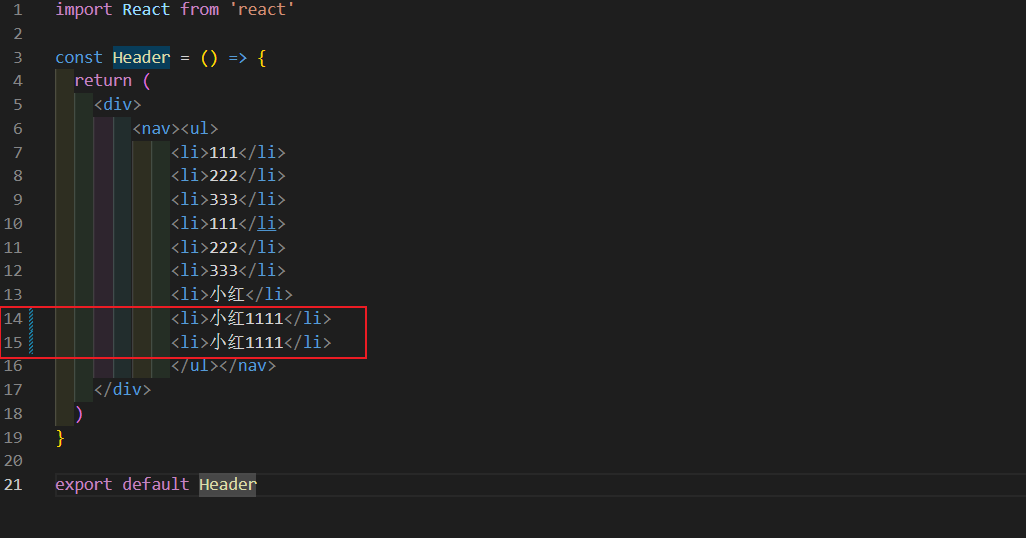 1 import React from 'react'
2
3 const Header = () => {
4 return (
5 <div>
6 <nav><ul>
7 <li>111</li>
8 <li>222</li>
9 <li>333</li>
10 <li>111</li>
11 <li>222</li>
12 <li>333</li>
13 <li>小红</li>
14 <li>小红1111</li>
15 <li>小红1111</li>
16 </ul></nav>
17 </div>
18 )
19 }
20
21 export default Header